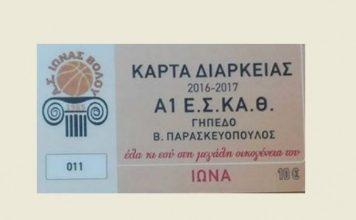 Α.Σ. ΙΩΝΑΣ ΒΟΛΟΥ
1985
011
ΚΑΡΤΑ ΔΙΑΡΚΕΙΑΣ
2016-2017
Α1 Ε.Σ.ΚΑ.Θ.
ΓΗΠΕΔΟ
Β. ΠΑΡΑΣΚΕΥΟΠΟΥΛΟΣ
έλα κι εσύ στη μεγάλη οικογένεια του
ΙΩΝΑ
10 €